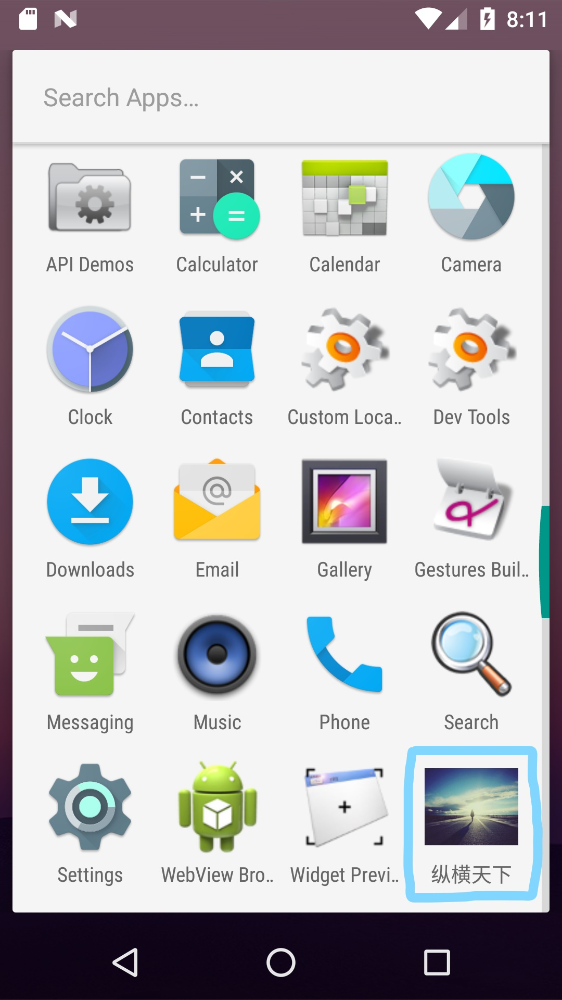 8:11
Search Apps…
API Demos
Calculator
Calendar
Camera
Clock
Contacts
Custom Loca..
Dev Tools
Downloads
Email
Gallery
Gestures Buil..
Messaging
Music
Phone
Search
Settings
WebView Bro..
Widget Previ..
纵横天下